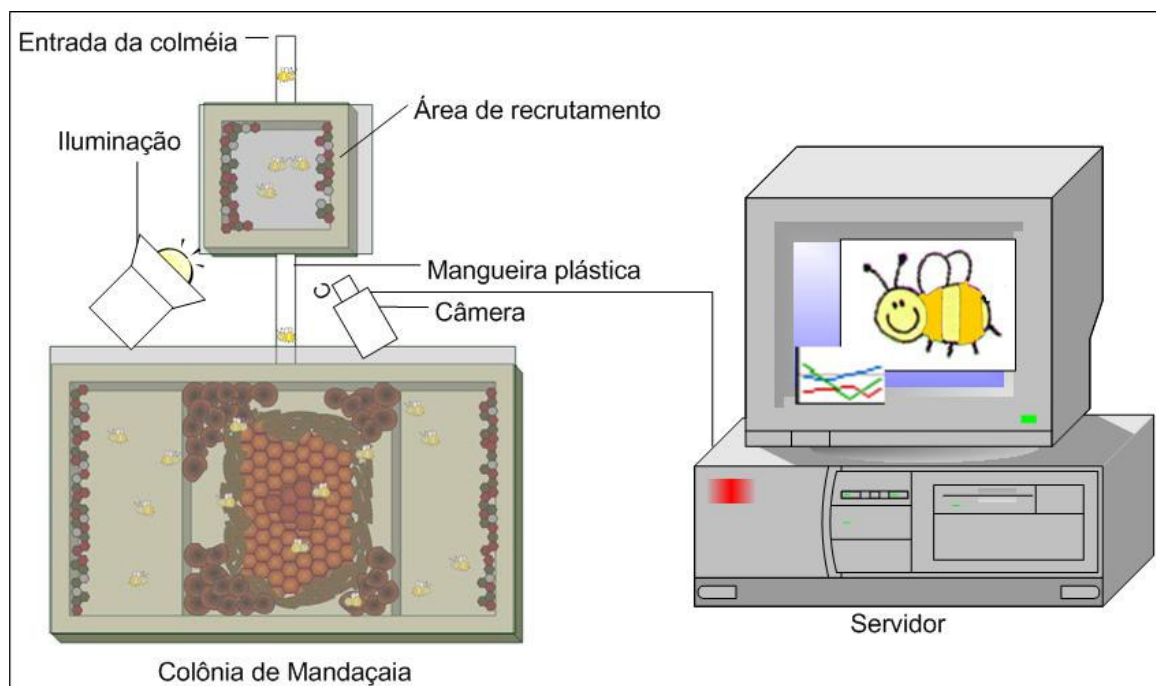 Entrada da colméia
Área de recrutamento
Iluminação
Mangueira plástica
Câmera
Servidor
Colônia de Mandaçaia